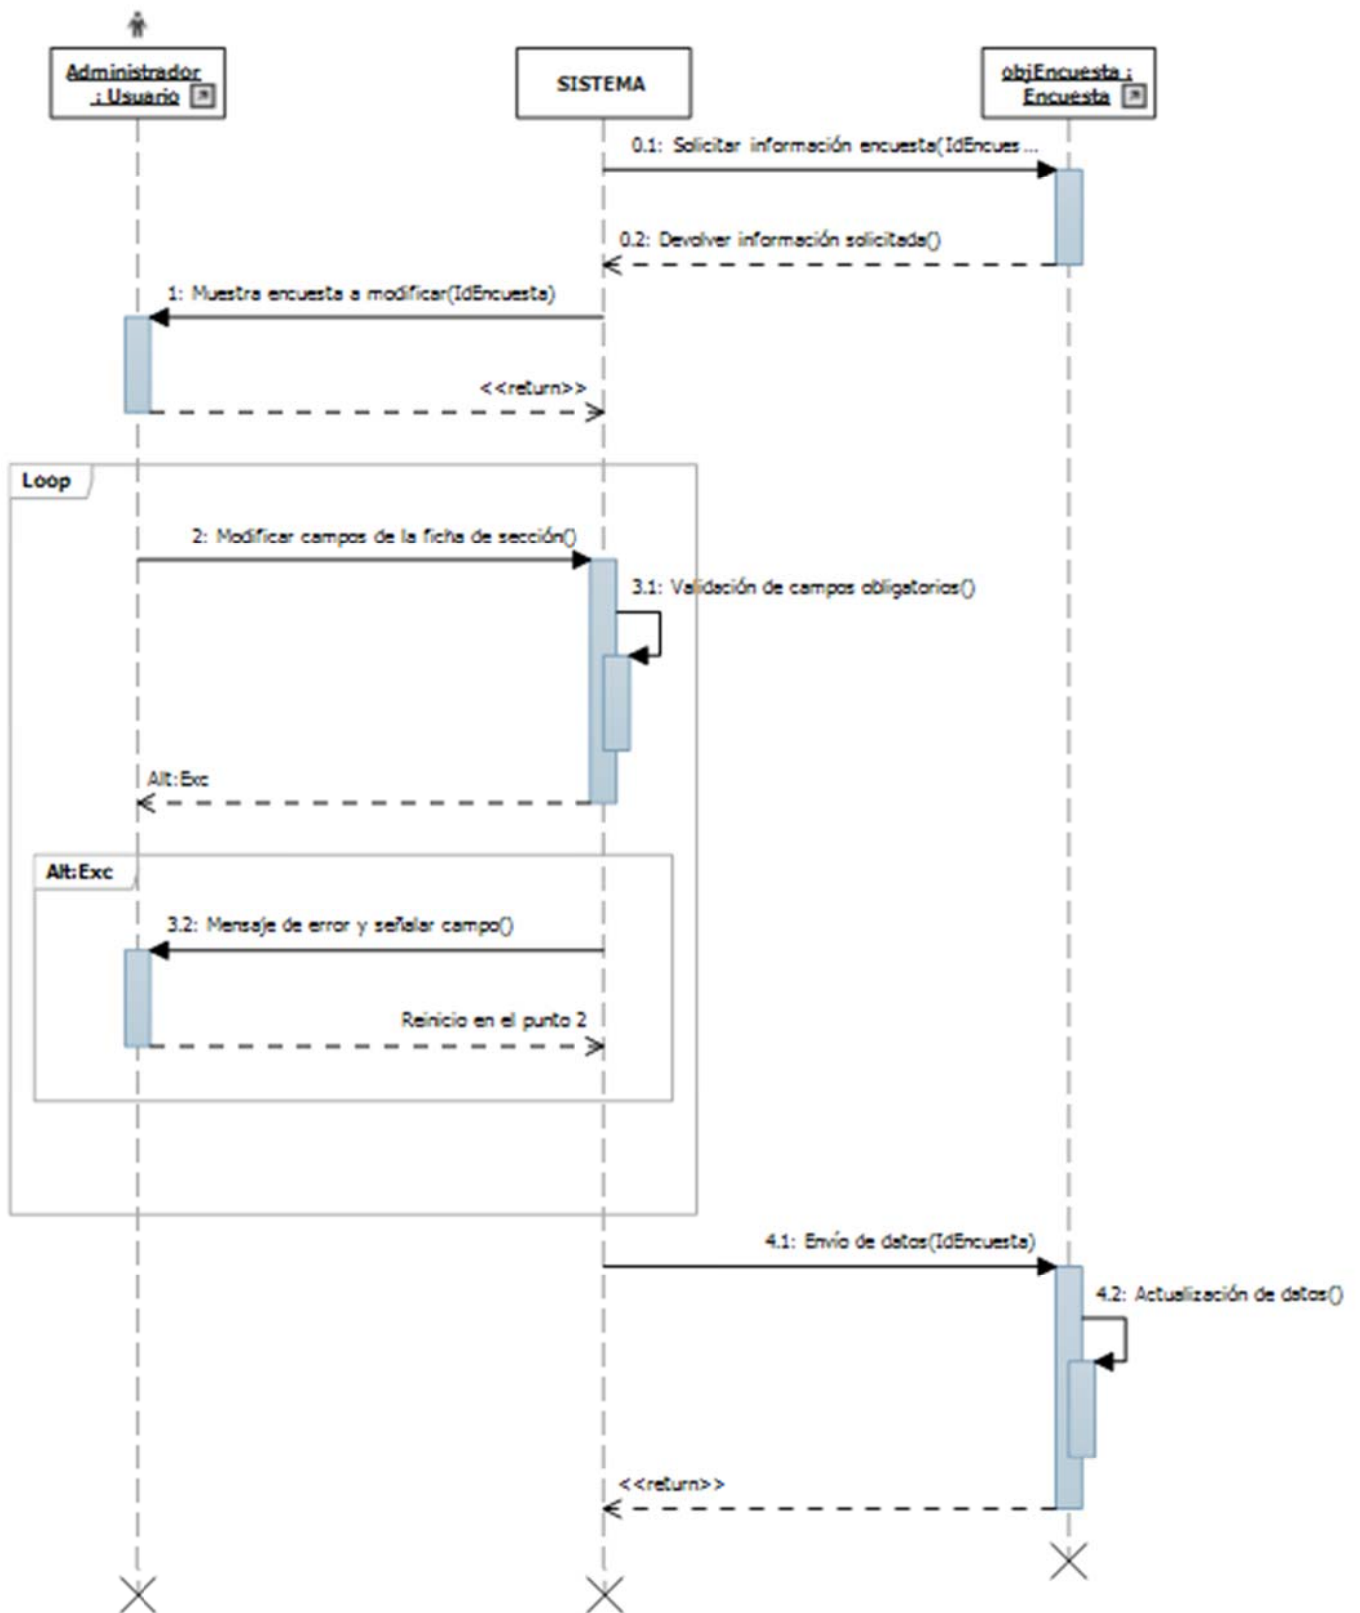 Administrador
: Usuario
SISTEMA
objEncuesta :
Encuesta
0.1: Solicitar información encuesta(IdEncues...
0.2: Devolver información solicitada()
1: Muestra encuesta a modificar(IdEncuesta)
<<return>>
Loop
2: Modificar campos de la ficha de sección()
3.1: Validación de campos obligatorios()
Alt:Exc
Alt:Exc
3.2: Mensaje de error y señalar campo()
Reinicio en el punto 2
4.1: Envío de datos(IdEncuesta)
4.2: Actualización de datos()
<<return>>